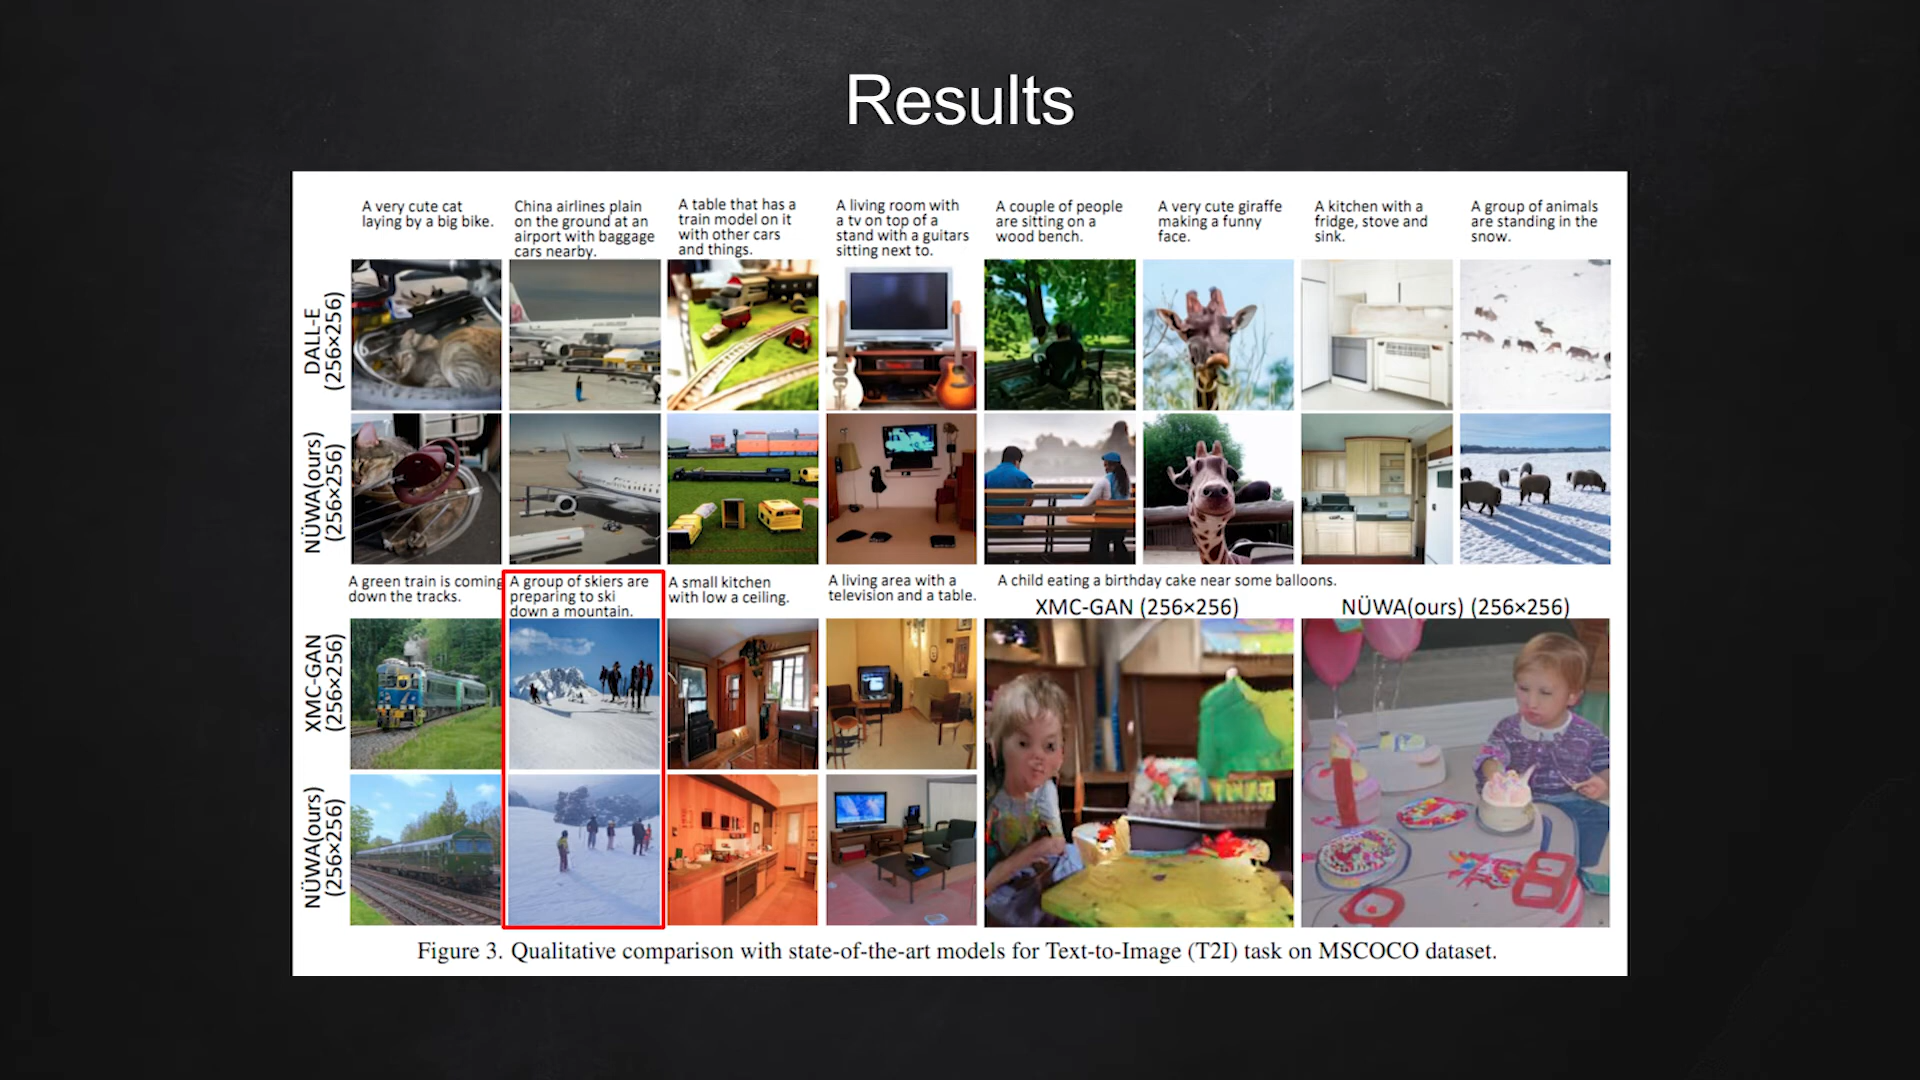 Results
A very cute cat
laying by a big bike.
China airlines plain
on the ground at an
airport with baggage
cars nearby.
A table that has a
train model on it
with other cars
and things.
A living room with
a tv on top of a
stand with a guitars
sitting next to.
A couple of people
are sitting on a
wood bench.
A very cute giraffe
making a funny
face.
A kitchen with a
fridge, stove and
sink.
A group of animals
are standing in the
snow.
DALL-E
(256×256)
NÜWA(ours)
(256×256)
A green train is coming
down the tracks.
A group of skiers are
preparing to ski
down a mountain.
A small kitchen
with low a ceiling.
A living area with a
television and a table.
A child eating a birthday cake near some balloons.
XMC-GAN (256×256)
NÜWA(ours) (256×256)
XMC-GAN
(256×256)
NÜWA(ours)
(256×256)
Figure 3. Qualitative comparison with state-of-the-art models for Text-to-Image (T2I) task on MSCOCO dataset.